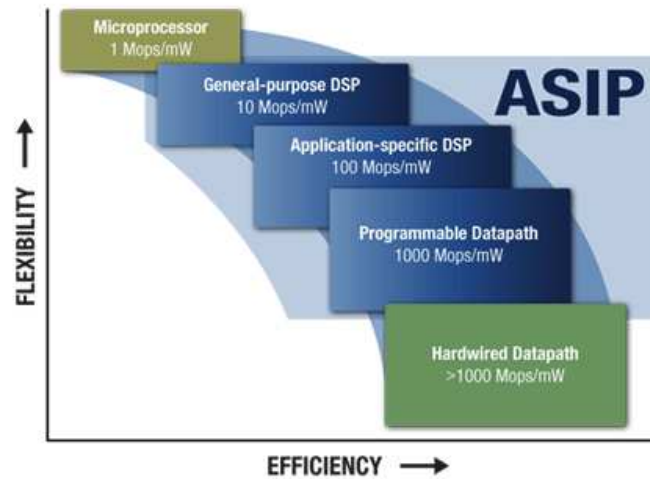 Microprocessor
1 Mops/mW
General-purpose DSP
10 Mops/mW
ASIP
Application-specific DSP
100 Mops/mW
Programmable Datapath
1000 Mops/mW
Hardwired Datapath
>1000 Mops/mW
FLEXIBILITY
EFFICIENCY